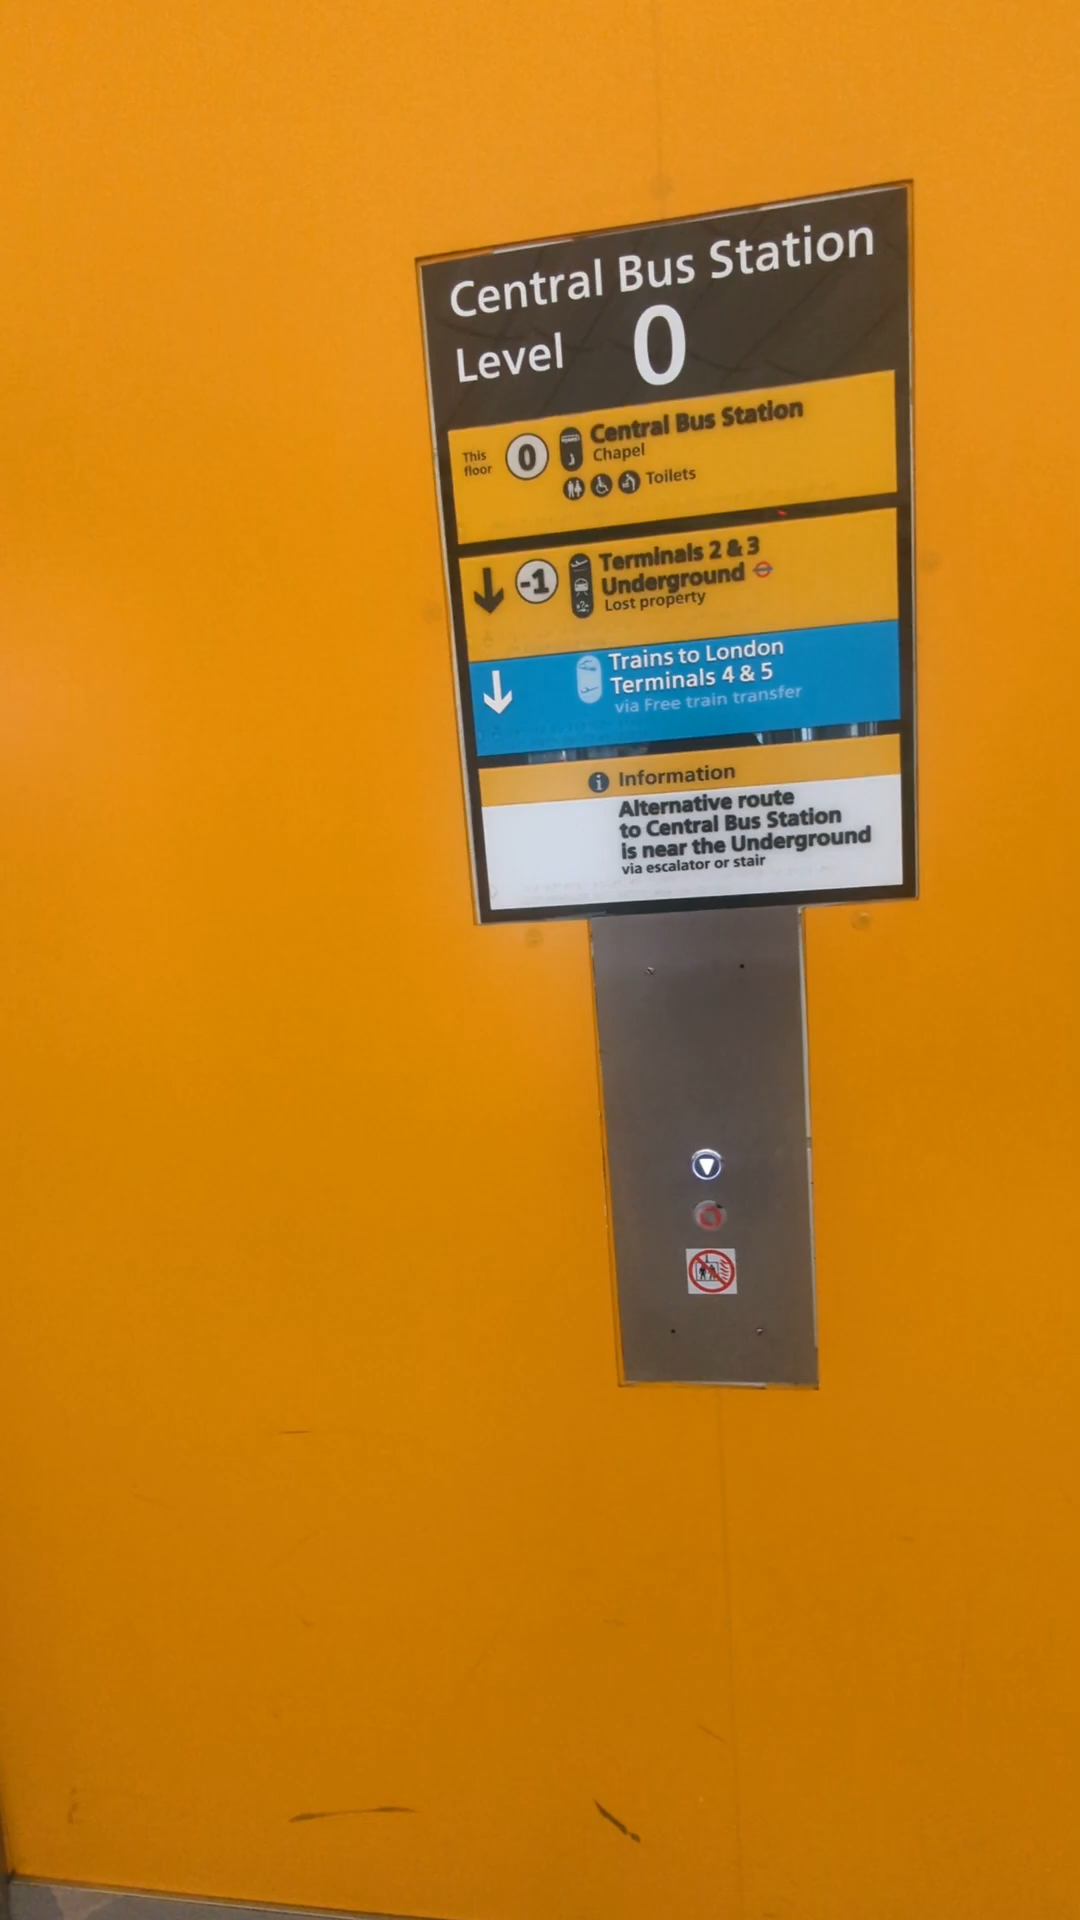 Central Bus Station
Level 0
This floor
0
Central Bus Station
Chapel
Toilets
-1
Terminals 2 & 3
Underground
Lost property
Trains to London
Terminals 4 & 5
via Free train transfer
i Information
Alternative route
to Central Bus Station
is near the Underground
via escalator or stair